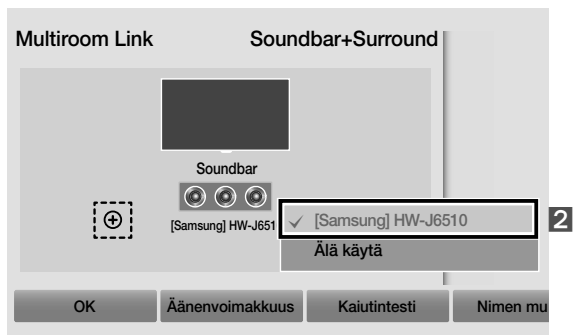 Multiroom Link Soundbar+Surround
Soundbar
[Samsung] HW-J651
✓ [Samsung] HW-J6510
2
Älä käytä
OK Äänenvoimakkuus Kaiutintesti Nimen mu